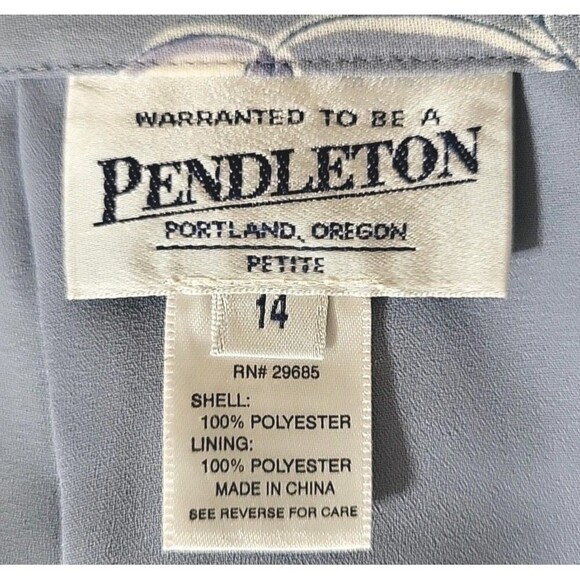 WARRANTED TO BE A
PENDLETON
PORTLAND, OREGON
PETITE
14
RN# 29685
SHELL:
100% POLYESTER
LINING:
100% POLYESTER
MADE IN CHINA
SEE REVERSE FOR CARE